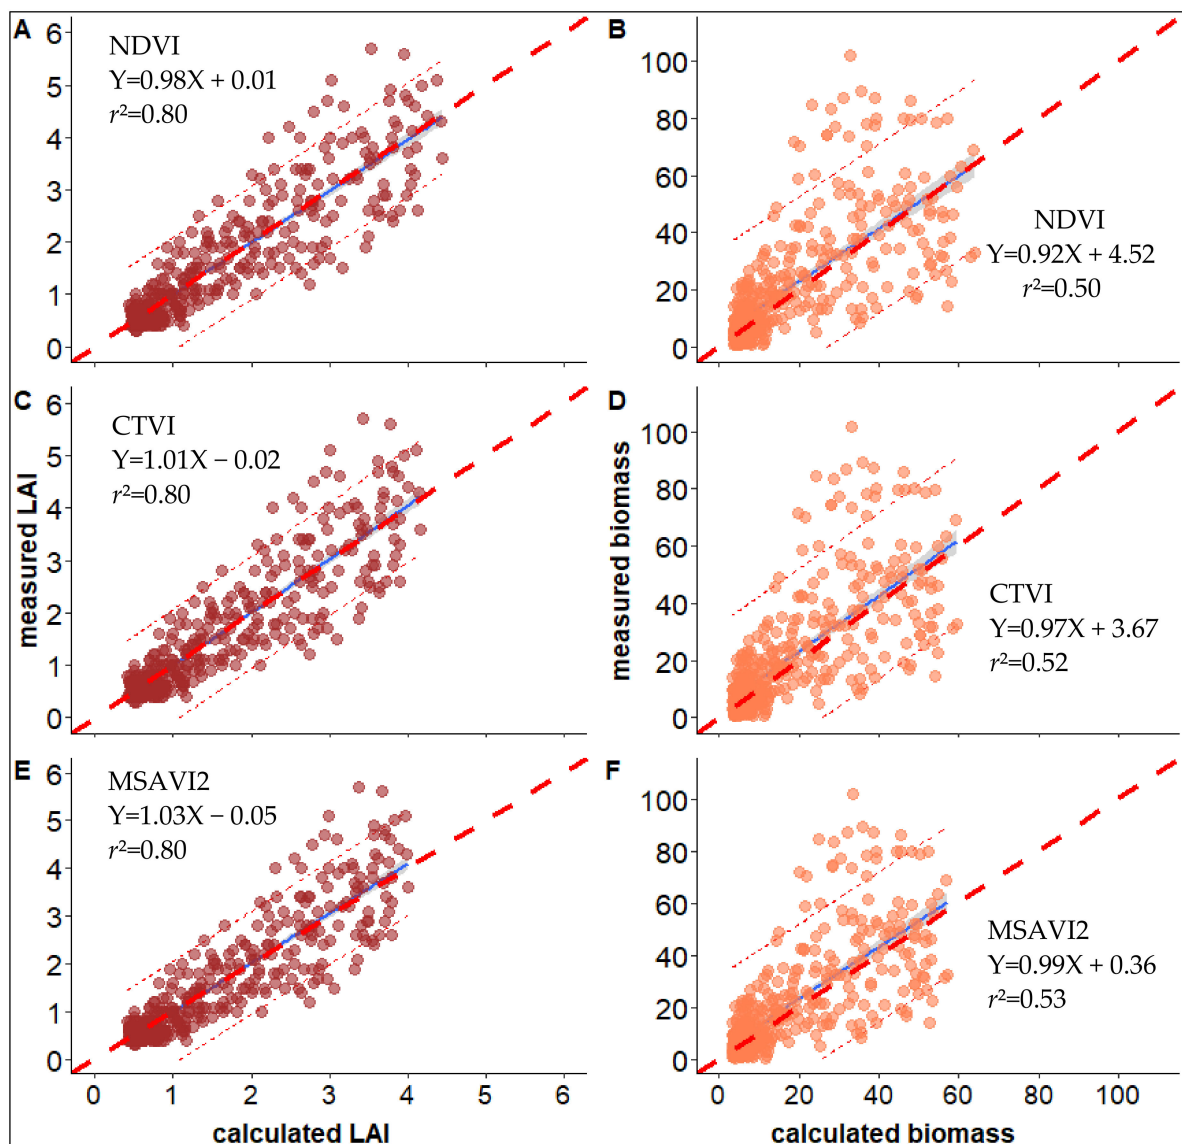 A
NDVI
Y=0.98X + 0.01
r²=0.80
6
5
4
3
2
1
0
B
100
80
60
40
20
0
NDVI
Y=0.92X + 4.52
r²=0.50
C
CTVI
Y=1.01X − 0.02
r²=0.80
6
5
4
3
2
1
0
measured LAI
D
100
80
60
40
20
0
measured biomass
CTVI
Y=0.97X + 3.67
r²=0.52
E
MSAVI2
Y=1.03X − 0.05
r²=0.80
6
5
4
3
2
1
0
0 1 2 3 4 5 6
calculated LAI
F
100
80
60
40
20
0
MSAVI2
Y=0.99X + 0.36
r²=0.53
0 20 40 60 80 100
calculated biomass